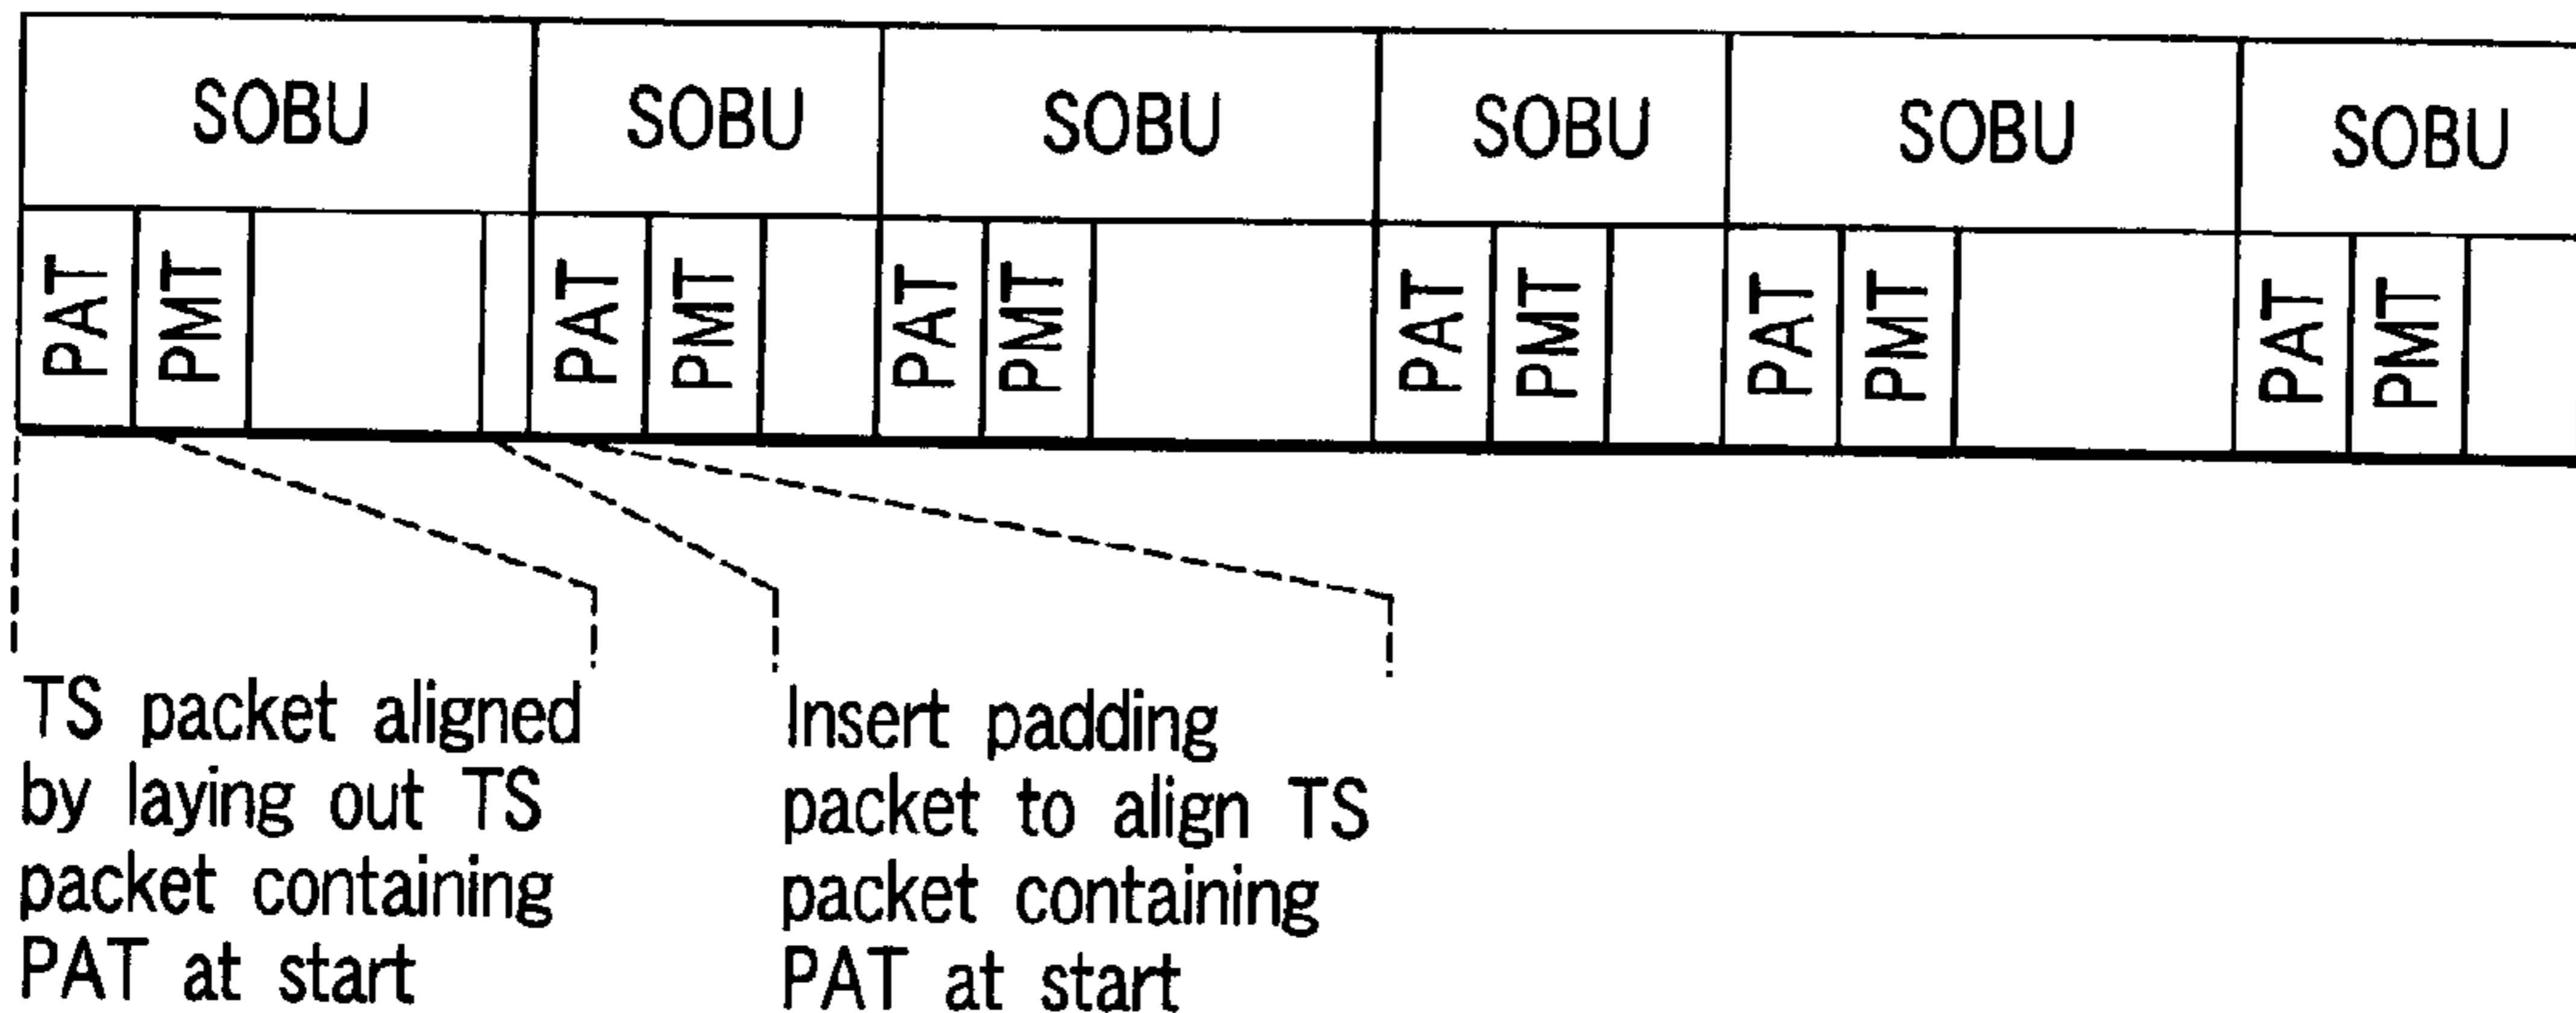 SOBU SOBU SOBU SOBU SOBU SOBU
PAT PMT PAT PMT PAT PMT PAT PMT PAT PMT PAT PMT
TS packet aligned
by laying out TS
packet containing
PAT at start
Insert padding
packet to align TS
packet containing
PAT at start